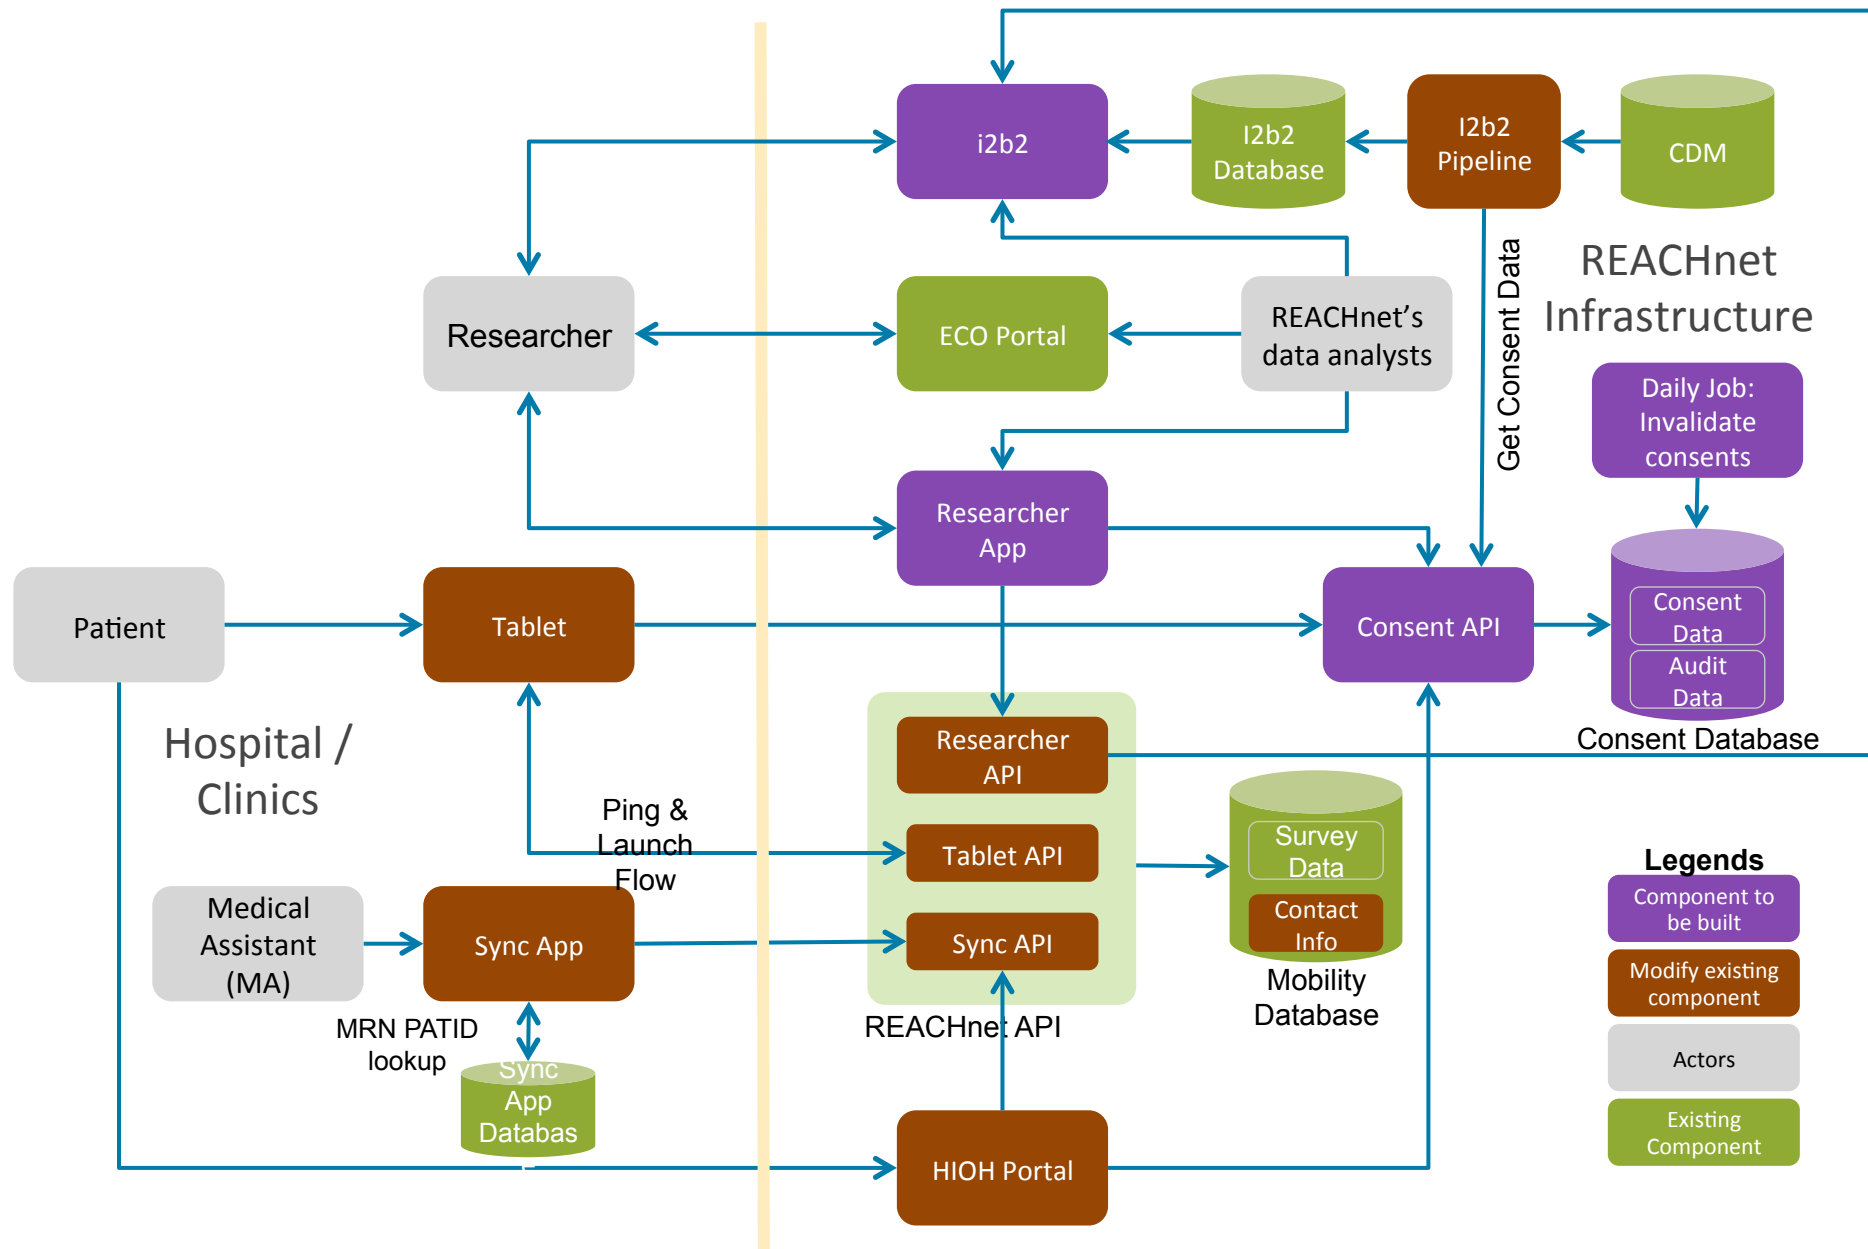 i2b2
I2b2
Database
I2b2
Pipeline
CDM
REACHnet
Infrastructure
Get Consent Data
Researcher
ECO Portal
REACHnet's
data analysts
Daily Job:
Invalidate
consents
Researcher
App
Patient
Tablet
Consent API
Consent
Data
Audit
Data
Consent Database
Hospital /
Clinics
Researcher
API
Ping &
Launch
Flow
Tablet API
Survey
Data
Contact
Info
Mobility
Database
Medical
Assistant
(MA)
Sync App
Sync API
REACHnet API
MRN PATID
lookup
Sync
App
Databas
HIOH Portal
Legends
Component to
be built
Modify existing
component
Actors
Existing
Component